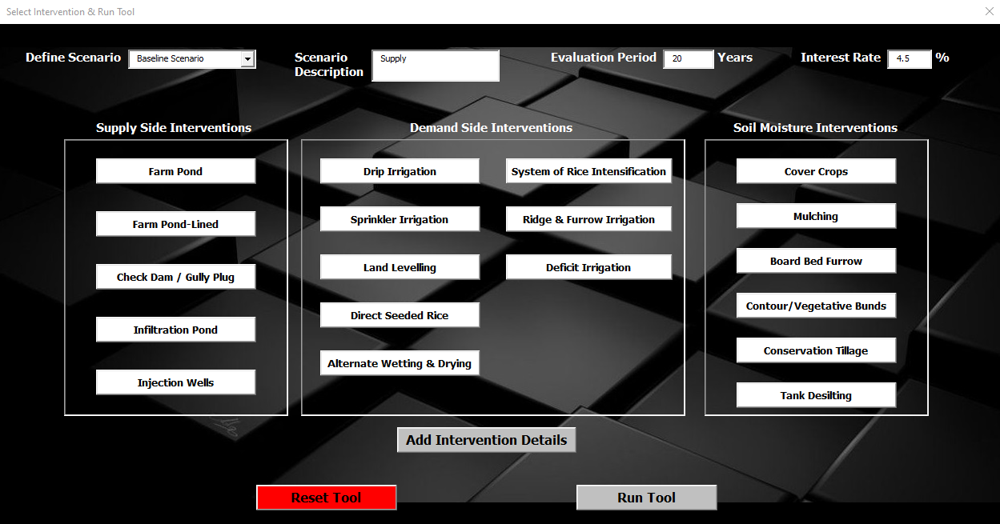 Select Intervention & Run Tool
Define Scenario
Baseline Scenario
Scenario
Description
Supply
Evaluation Period
20
Years
Interest Rate
4.5
%
Supply Side Interventions
Farm Pond
Farm Pond-Lined
Check Dam / Gully Plug
Infiltration Pond
Injection Wells
Demand Side Interventions
Drip Irrigation
Sprinkler Irrigation
Land Levelling
Direct Seeded Rice
Alternate Wetting & Drying
System of Rice Intensification
Ridge & Furrow Irrigation
Deficit Irrigation
Soil Moisture Interventions
Cover Crops
Mulching
Board Bed Furrow
Contour/Vegetative Bunds
Conservation Tillage
Tank Desilting
Add Intervention Details
Reset Tool
Run Tool